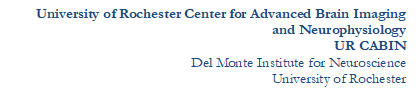 University of Rochester Center for Advanced Brain Imaging
and Neurophysiology
UR CABIN
Del Monte Institute for Neuroscience
University of Rochester